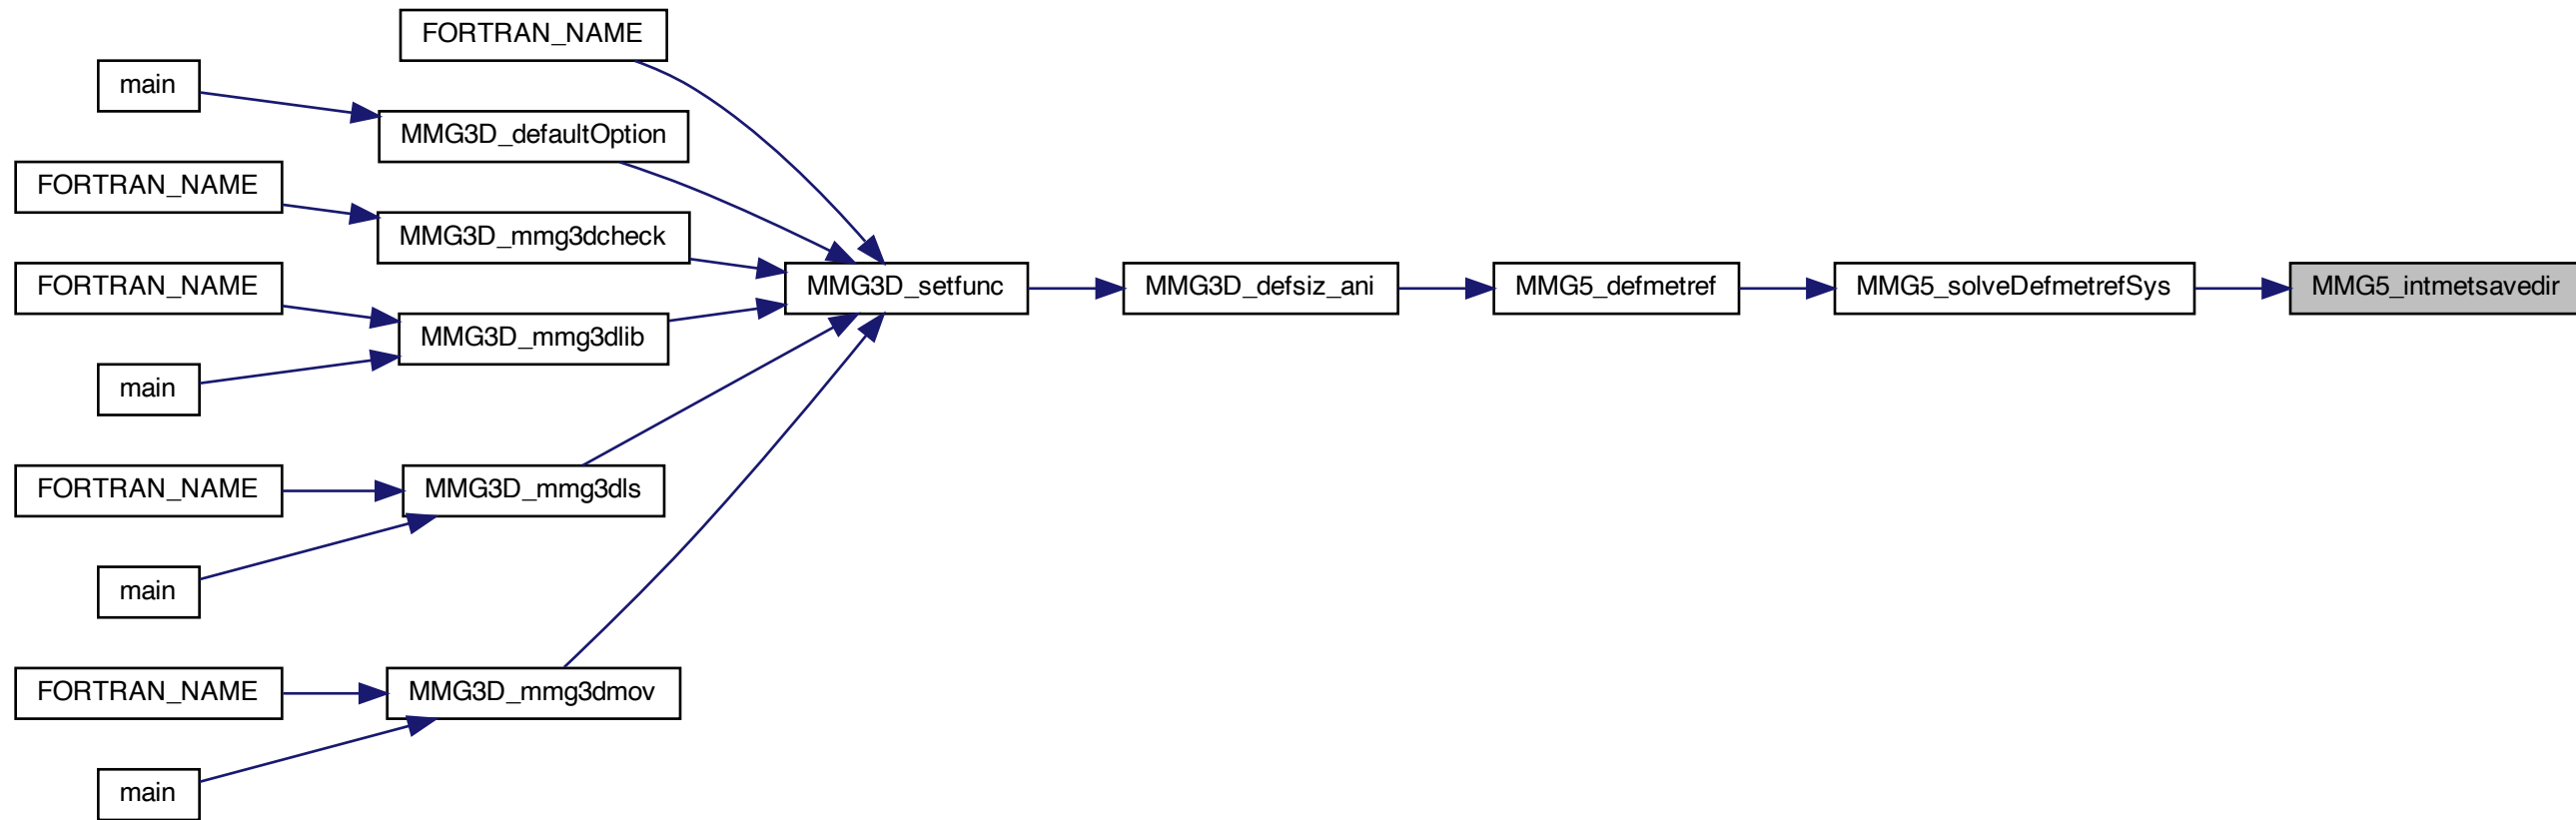 FORTRAN_NAME
main
MMG3D_defaultOption
FORTRAN_NAME
MMG3D_mmg3dcheck
FORTRAN_NAME
MMG3D_setfunc
MMG3D_defsiz_ani
MMG5_defmetref
MMG5_solveDefmetrefSys
MMG5_intmetsavedir
MMG3D_mmg3dlib
main
FORTRAN_NAME
MMG3D_mmg3dls
main
FORTRAN_NAME
MMG3D_mmg3dmov
main